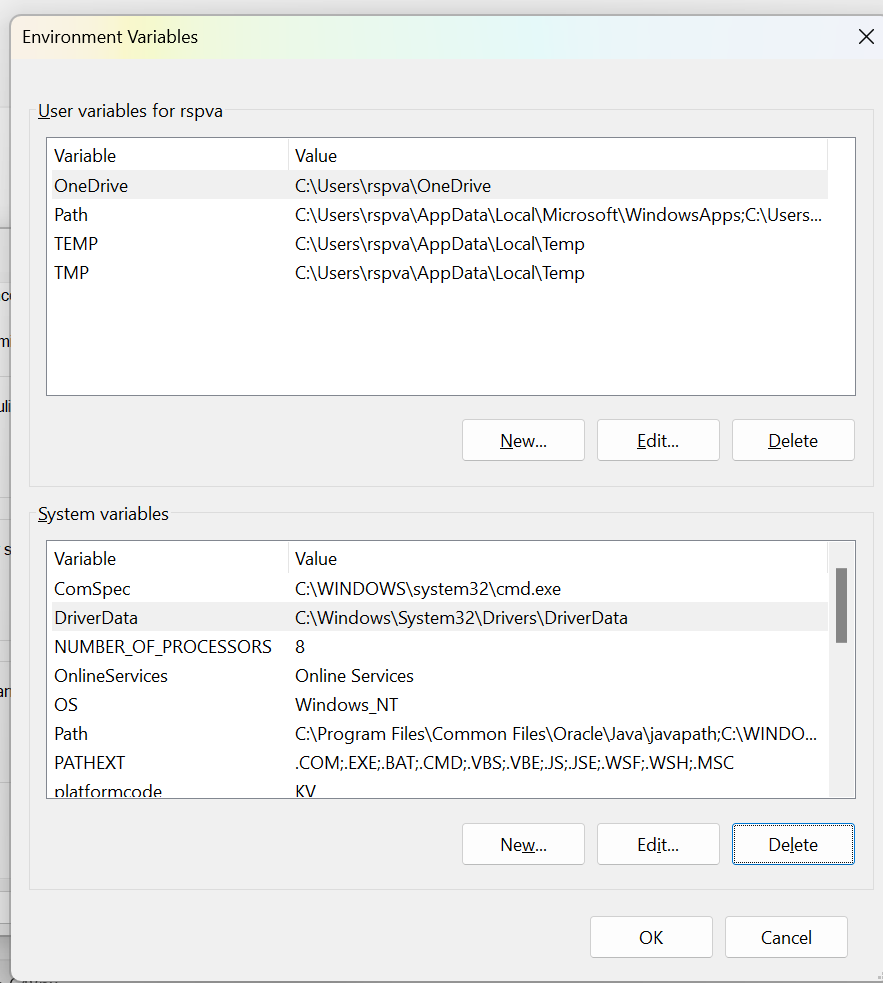 Environment Variables
User variables for rspva
Variable Value
OneDrive C:\Users\rspva\OneDrive
Path C:\Users\rspva\AppData\Local\Microsoft\WindowsApps;C:\Users...
TEMP C:\Users\rspva\AppData\Local\Temp
TMP C:\Users\rspva\AppData\Local\Temp
New... Edit... Delete
System variables
Variable Value
ComSpec C:\WINDOWS\system32\cmd.exe
DriverData C:\Windows\System32\Drivers\DriverData
NUMBER_OF_PROCESSORS 8
OnlineServices Online Services
OS Windows_NT
Path C:\Program Files\Common Files\Oracle\Java\javapath;C:\WINDO...
PATHEXT .COM;.EXE;.BAT;.CMD;.VBS;.VBE;.JS;.JSE;.WSF;.WSH;.MSC
platformcode KV
New... Edit... Delete
OK Cancel